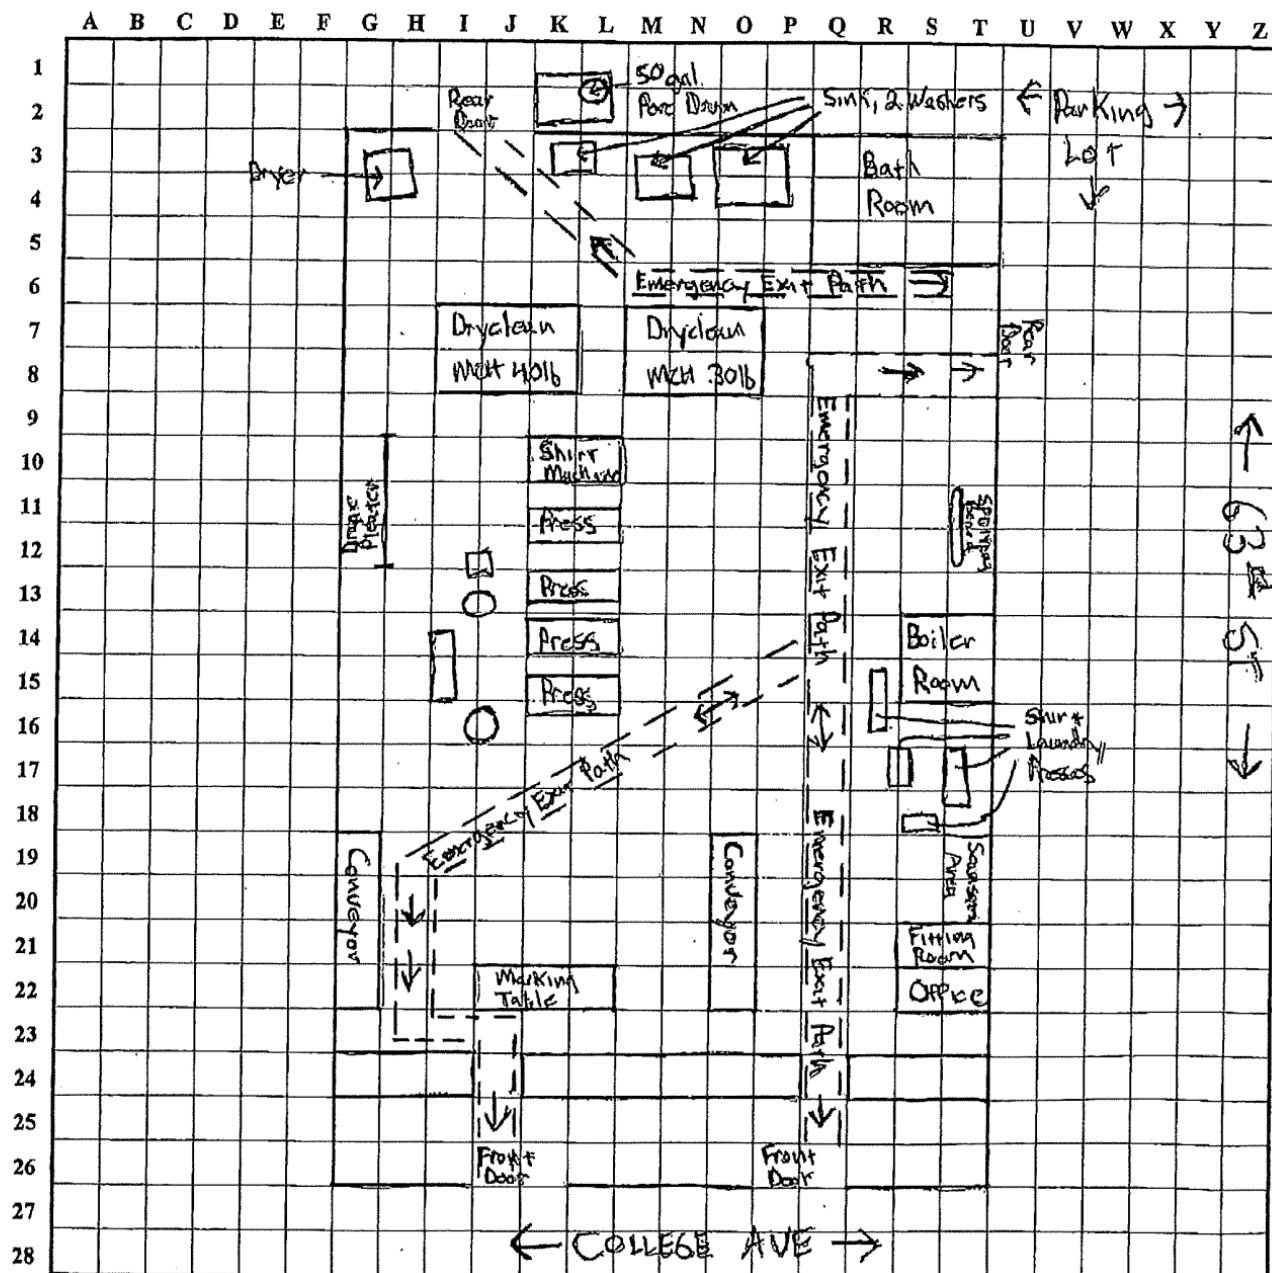 A B C D E F G H I J K L M N O P Q R S T U V W X Y Z
1
2
3
4
5
6
7
8
9
10
11
12
13
14
15
16
17
18
19
20
21
22
23
24
25
26
27
28
50 gal.
Drum
Sink, 2 Washers
Parking
LOT
Rear
Door
Dryer
Bath
Room
Emergency Exit Path
Dryclean
MCH 40lb
Dryclean
MCH 30lb
Rear
Door
Emergency Exit Path
Shirt
Machine
Press
Press
Press
Press
Pleater
Spotting
Board
63rd ST
Boiler
Room
Shirt
Laundry
Presses
Emergency Exit Path
Conveyor
Conveyor
Emergency Exit Path
Area
Fitting
Room
Office
Marking
Table
Front
Door
Front
Door
COLLEGE AVE